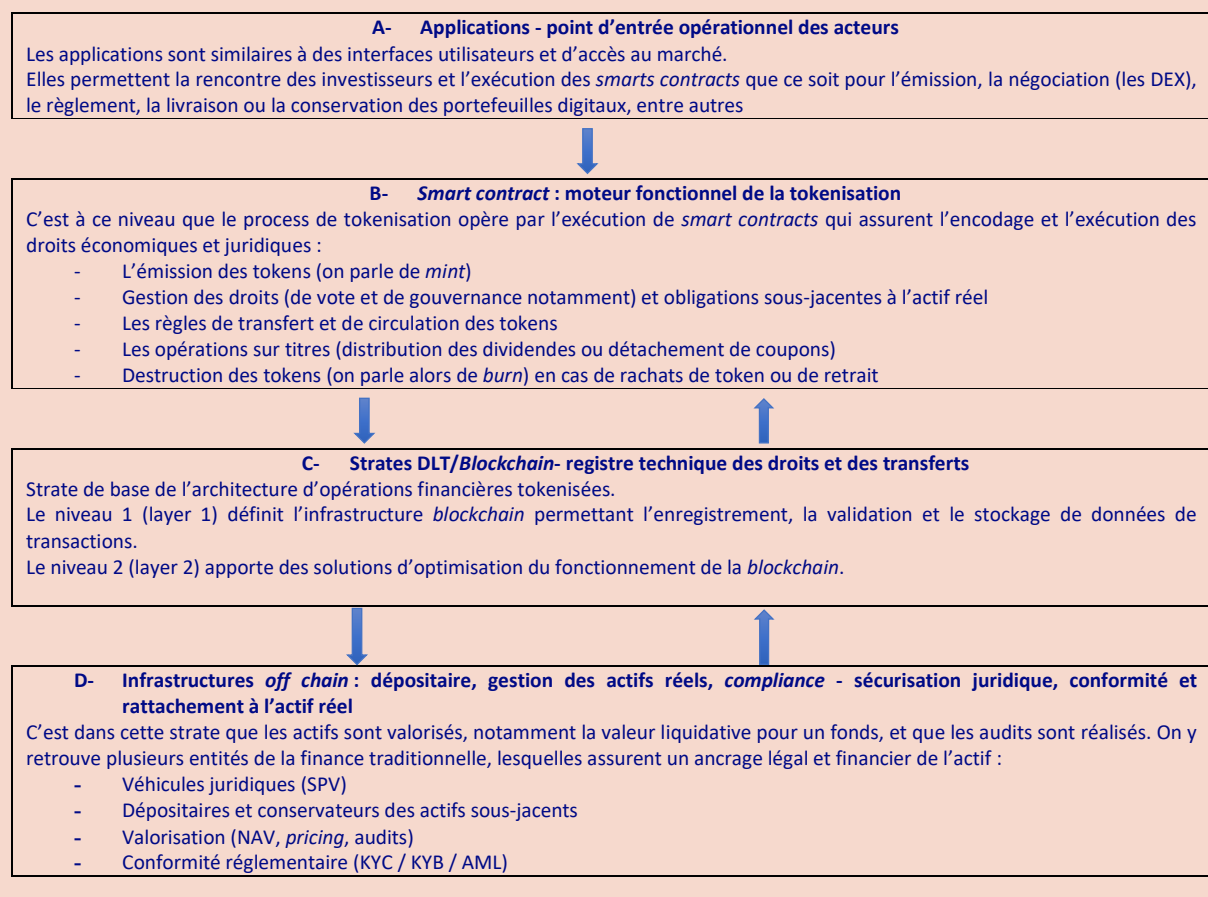 A- Applications - point d’entrée opérationnel des acteurs
Les applications sont similaires à des interfaces utilisateurs et d’accès au marché.
Elles permettent la rencontre des investisseurs et l’exécution des smarts contracts que ce soit pour l’émission, la négociation (les DEX),
le règlement, la livraison ou la conservation des portefeuilles digitaux, entre autres
B- Smart contract : moteur fonctionnel de la tokenisation
C’est à ce niveau que le process de tokenisation opère par l’exécution de smart contracts qui assurent l’encodage et l’exécution des
droits économiques et juridiques :
- L’émission des tokens (on parle de mint)
- Gestion des droits (de vote et de gouvernance notamment) et obligations sous-jacentes à l’actif réel
- Les règles de transfert et de circulation des tokens
- Les opérations sur titres (distribution des dividendes ou détachement de coupons)
- Destruction des tokens (on parle alors de burn) en cas de rachats de token ou de retrait
C- Strates DLT/Blockchain- registre technique des droits et des transferts
Strate de base de l’architecture d’opérations financières tokenisées.
Le niveau 1 (layer 1) définit l’infrastructure blockchain permettant l’enregistrement, la validation et le stockage de données de
transactions.
Le niveau 2 (layer 2) apporte des solutions d’optimisation du fonctionnement de la blockchain.
D- Infrastructures off chain : dépositaire, gestion des actifs réels, compliance - sécurisation juridique, conformité et
rattachement à l’actif réel
C’est dans cette strate que les actifs sont valorisés, notamment la valeur liquidative pour un fonds, et que les audits sont réalisés. On y
retrouve plusieurs entités de la finance traditionnelle, lesquelles assurent un ancrage légal et financier de l’actif :
- Véhicules juridiques (SPV)
- Dépositaires et conservateurs des actifs sous-jacents
- Valorisation (NAV, pricing, audits)
- Conformité réglementaire (KYC / KYB / AML)